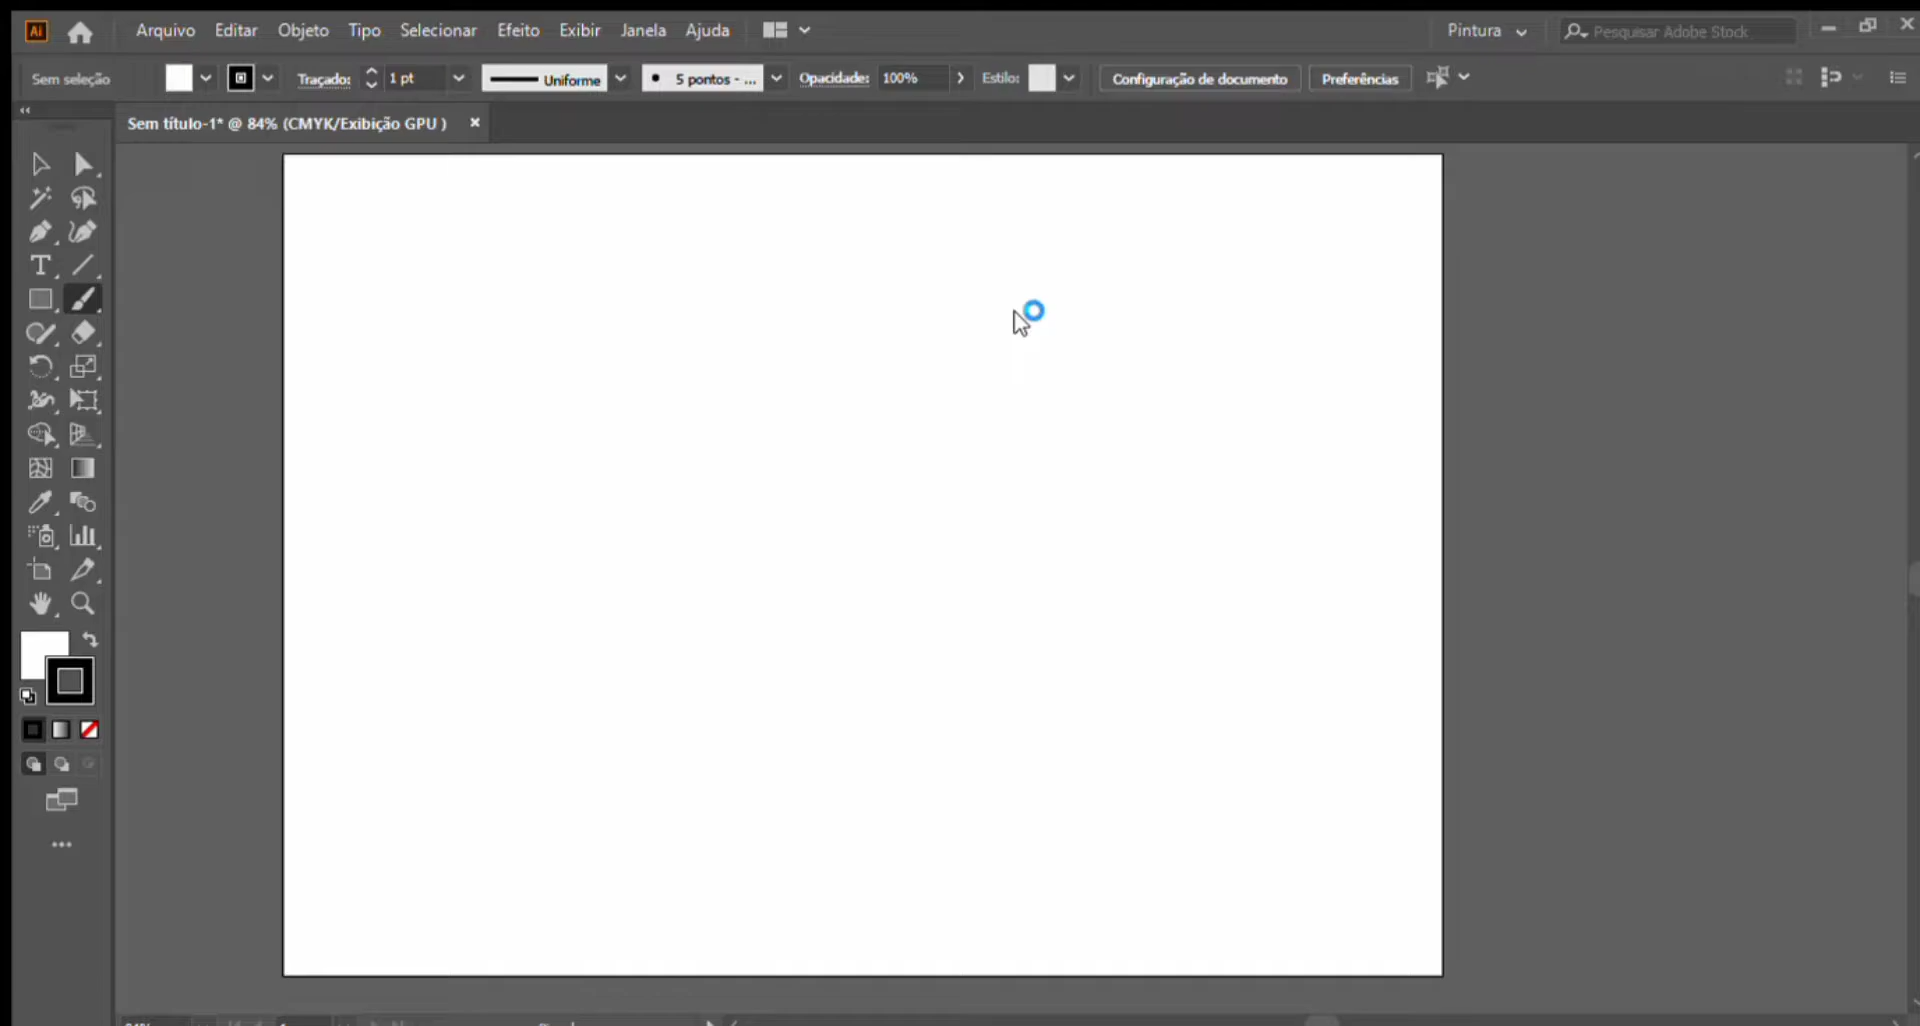 Ai Arquivo Editar Objeto Tipo Selecionar Efeito Exibir Janela Ajuda Pintura Pesquisar Adobe Stock
Sem seleção Traçado: 1 pt Uniforme 5 pontos - ... Opacidade: 100% Estilo: Configuração de documento Preferências
Sem título-1* @ 84% (CMYK/Exibição GPU )